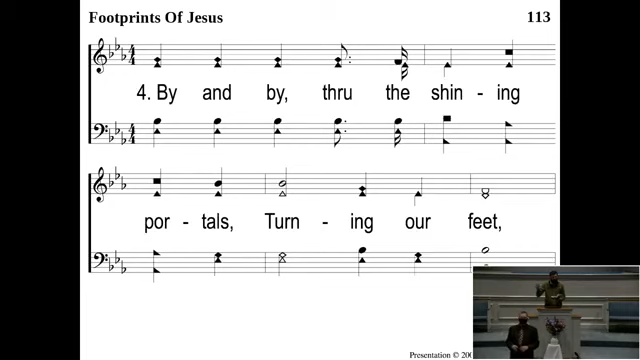 Footprints Of Jesus 113
4. By and by, thru the shin - ing
por - tals, Turn - ing our feet,
Presentation © 200